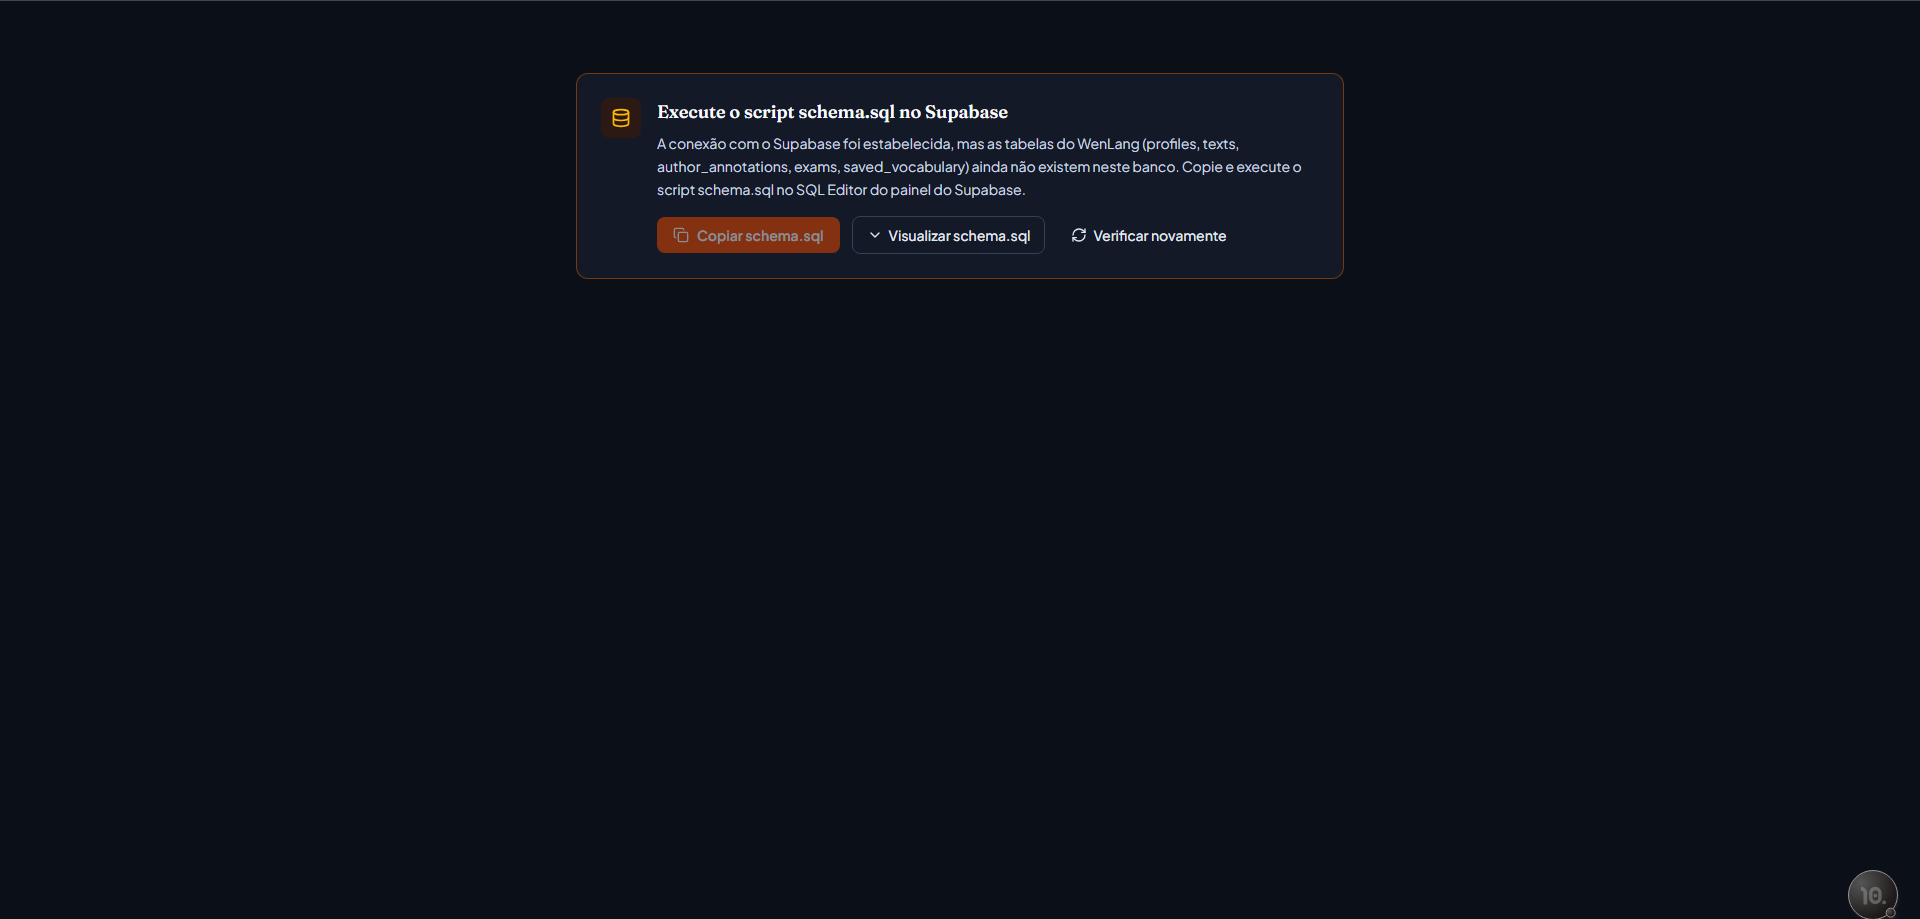 Execute o script schema.sql no Supabase
A conexão com o Supabase foi estabelecida, mas as tabelas do WenLang (profiles, texts,
author_annotations, exams, saved_vocabulary) ainda não existem neste banco. Copie e execute o
script schema.sql no SQL Editor do painel do Supabase.
Copiar schema.sql
Visualizar schema.sql
Verificar novamente
10.